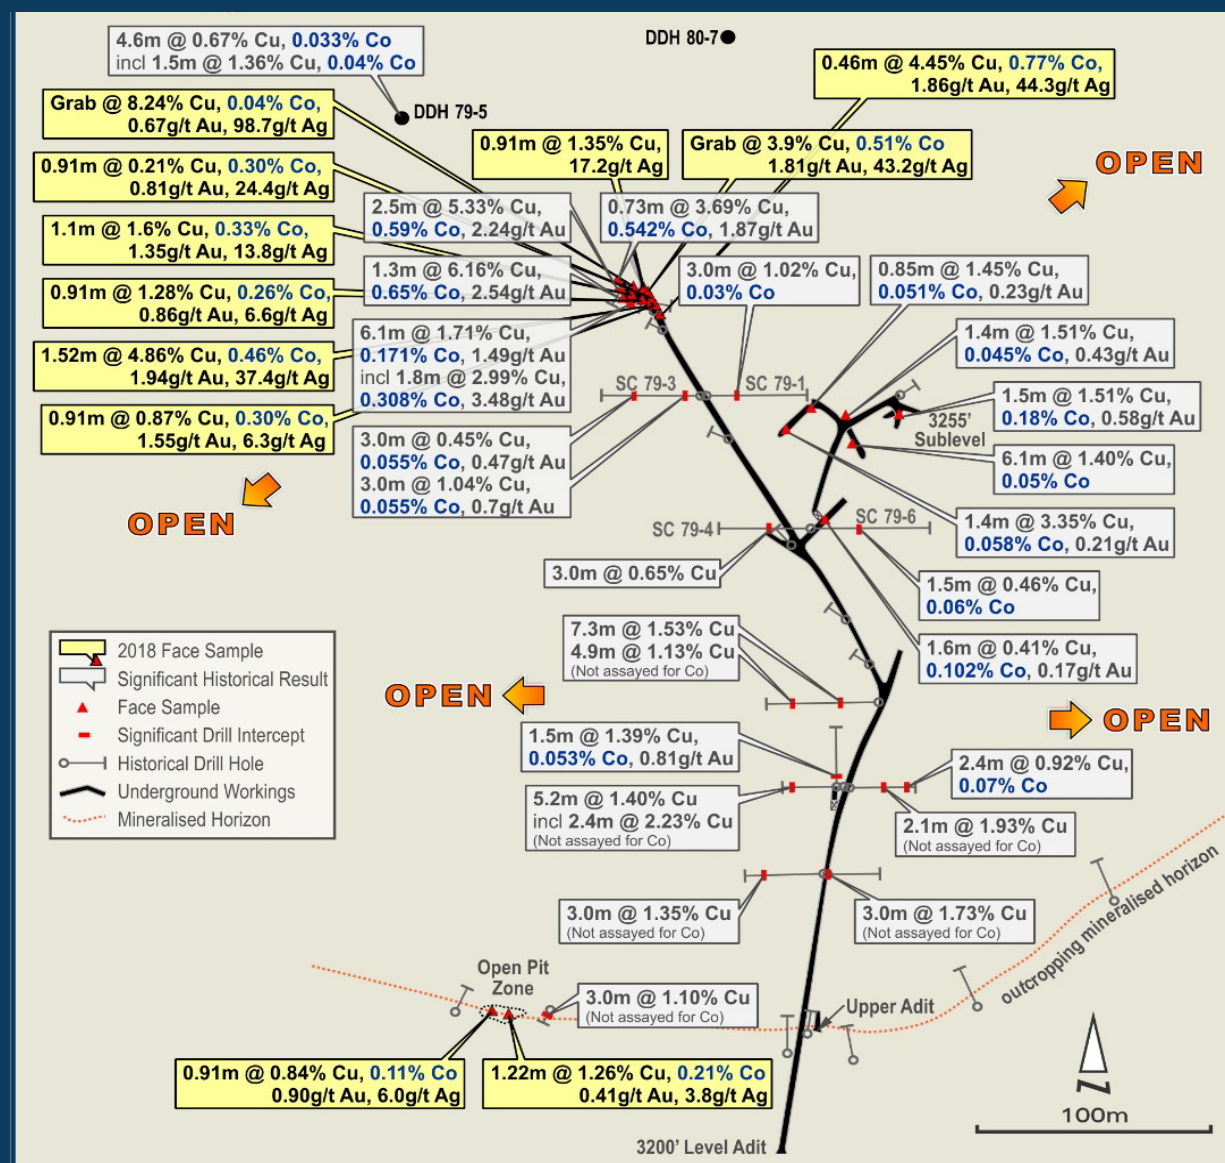 4.6m @ 0.67% Cu, 0.033% Co
incl 1.5m @ 1.36% Cu, 0.04% Co
DDH 80-7
DDH 79-5
0.46m @ 4.45% Cu, 0.77% Co,
1.86g/t Au, 44.3g/t Ag
Grab @ 8.24% Cu, 0.04% Co,
0.67g/t Au, 98.7g/t Ag
0.91m @ 1.35% Cu,
17.2g/t Ag
Grab @ 3.9% Cu, 0.51% Co
1.81g/t Au, 43.2g/t Ag
OPEN
0.91m @ 0.21% Cu, 0.30% Co,
0.81g/t Au, 24.4g/t Ag
2.5m @ 5.33% Cu,
0.59% Co, 2.24g/t Au
0.73m @ 3.69% Cu,
0.542% Co, 1.87g/t Au
1.1m @ 1.6% Cu, 0.33% Co,
1.35g/t Au, 13.8g/t Ag
1.3m @ 6.16% Cu,
0.65% Co, 2.54g/t Au
3.0m @ 1.02% Cu,
0.03% Co
0.85m @ 1.45% Cu,
0.051% Co, 0.23g/t Au
0.91m @ 1.28% Cu, 0.26% Co,
0.86g/t Au, 6.6g/t Ag
6.1m @ 1.71% Cu,
0.171% Co, 1.49g/t Au
incl 1.8m @ 2.99% Cu,
0.308% Co, 3.48g/t Au
1.4m @ 1.51% Cu,
0.045% Co, 0.43g/t Au
1.52m @ 4.86% Cu, 0.46% Co,
1.94g/t Au, 37.4g/t Ag
SC 79-3
SC 79-1
1.5m @ 1.51% Cu,
0.18% Co, 0.58g/t Au
3255'
Sublevel
0.91m @ 0.87% Cu, 0.30% Co,
1.55g/t Au, 6.3g/t Ag
3.0m @ 0.45% Cu,
0.055% Co, 0.47g/t Au
3.0m @ 1.04% Cu,
0.055% Co, 0.7g/t Au
6.1m @ 1.40% Cu,
0.05% Co
OPEN
SC 79-4
SC 79-6
1.4m @ 3.35% Cu,
0.058% Co, 0.21g/t Au
3.0m @ 0.65% Cu
1.5m @ 0.46% Cu,
0.06% Co
7.3m @ 1.53% Cu
4.9m @ 1.13% Cu
(Not assayed for Co)
1.6m @ 0.41% Cu,
0.102% Co, 0.17g/t Au
2018 Face Sample
Significant Historical Result
Face Sample
Significant Drill Intercept
Historical Drill Hole
Underground Workings
Mineralised Horizon
OPEN
OPEN
1.5m @ 1.39% Cu,
0.053% Co, 0.81g/t Au
2.4m @ 0.92% Cu,
0.07% Co
5.2m @ 1.40% Cu
incl 2.4m @ 2.23% Cu
(Not assayed for Co)
2.1m @ 1.93% Cu
(Not assayed for Co)
3.0m @ 1.35% Cu
(Not assayed for Co)
3.0m @ 1.73% Cu
(Not assayed for Co)
outcropping mineralised horizon
Open Pit
Zone
3.0m @ 1.10% Cu
(Not assayed for Co)
Upper Adit
0.91m @ 0.84% Cu, 0.11% Co
0.90g/t Au, 6.0g/t Ag
1.22m @ 1.26% Cu, 0.21% Co
0.41g/t Au, 3.8g/t Ag
Z
100m
3200' Level Adit